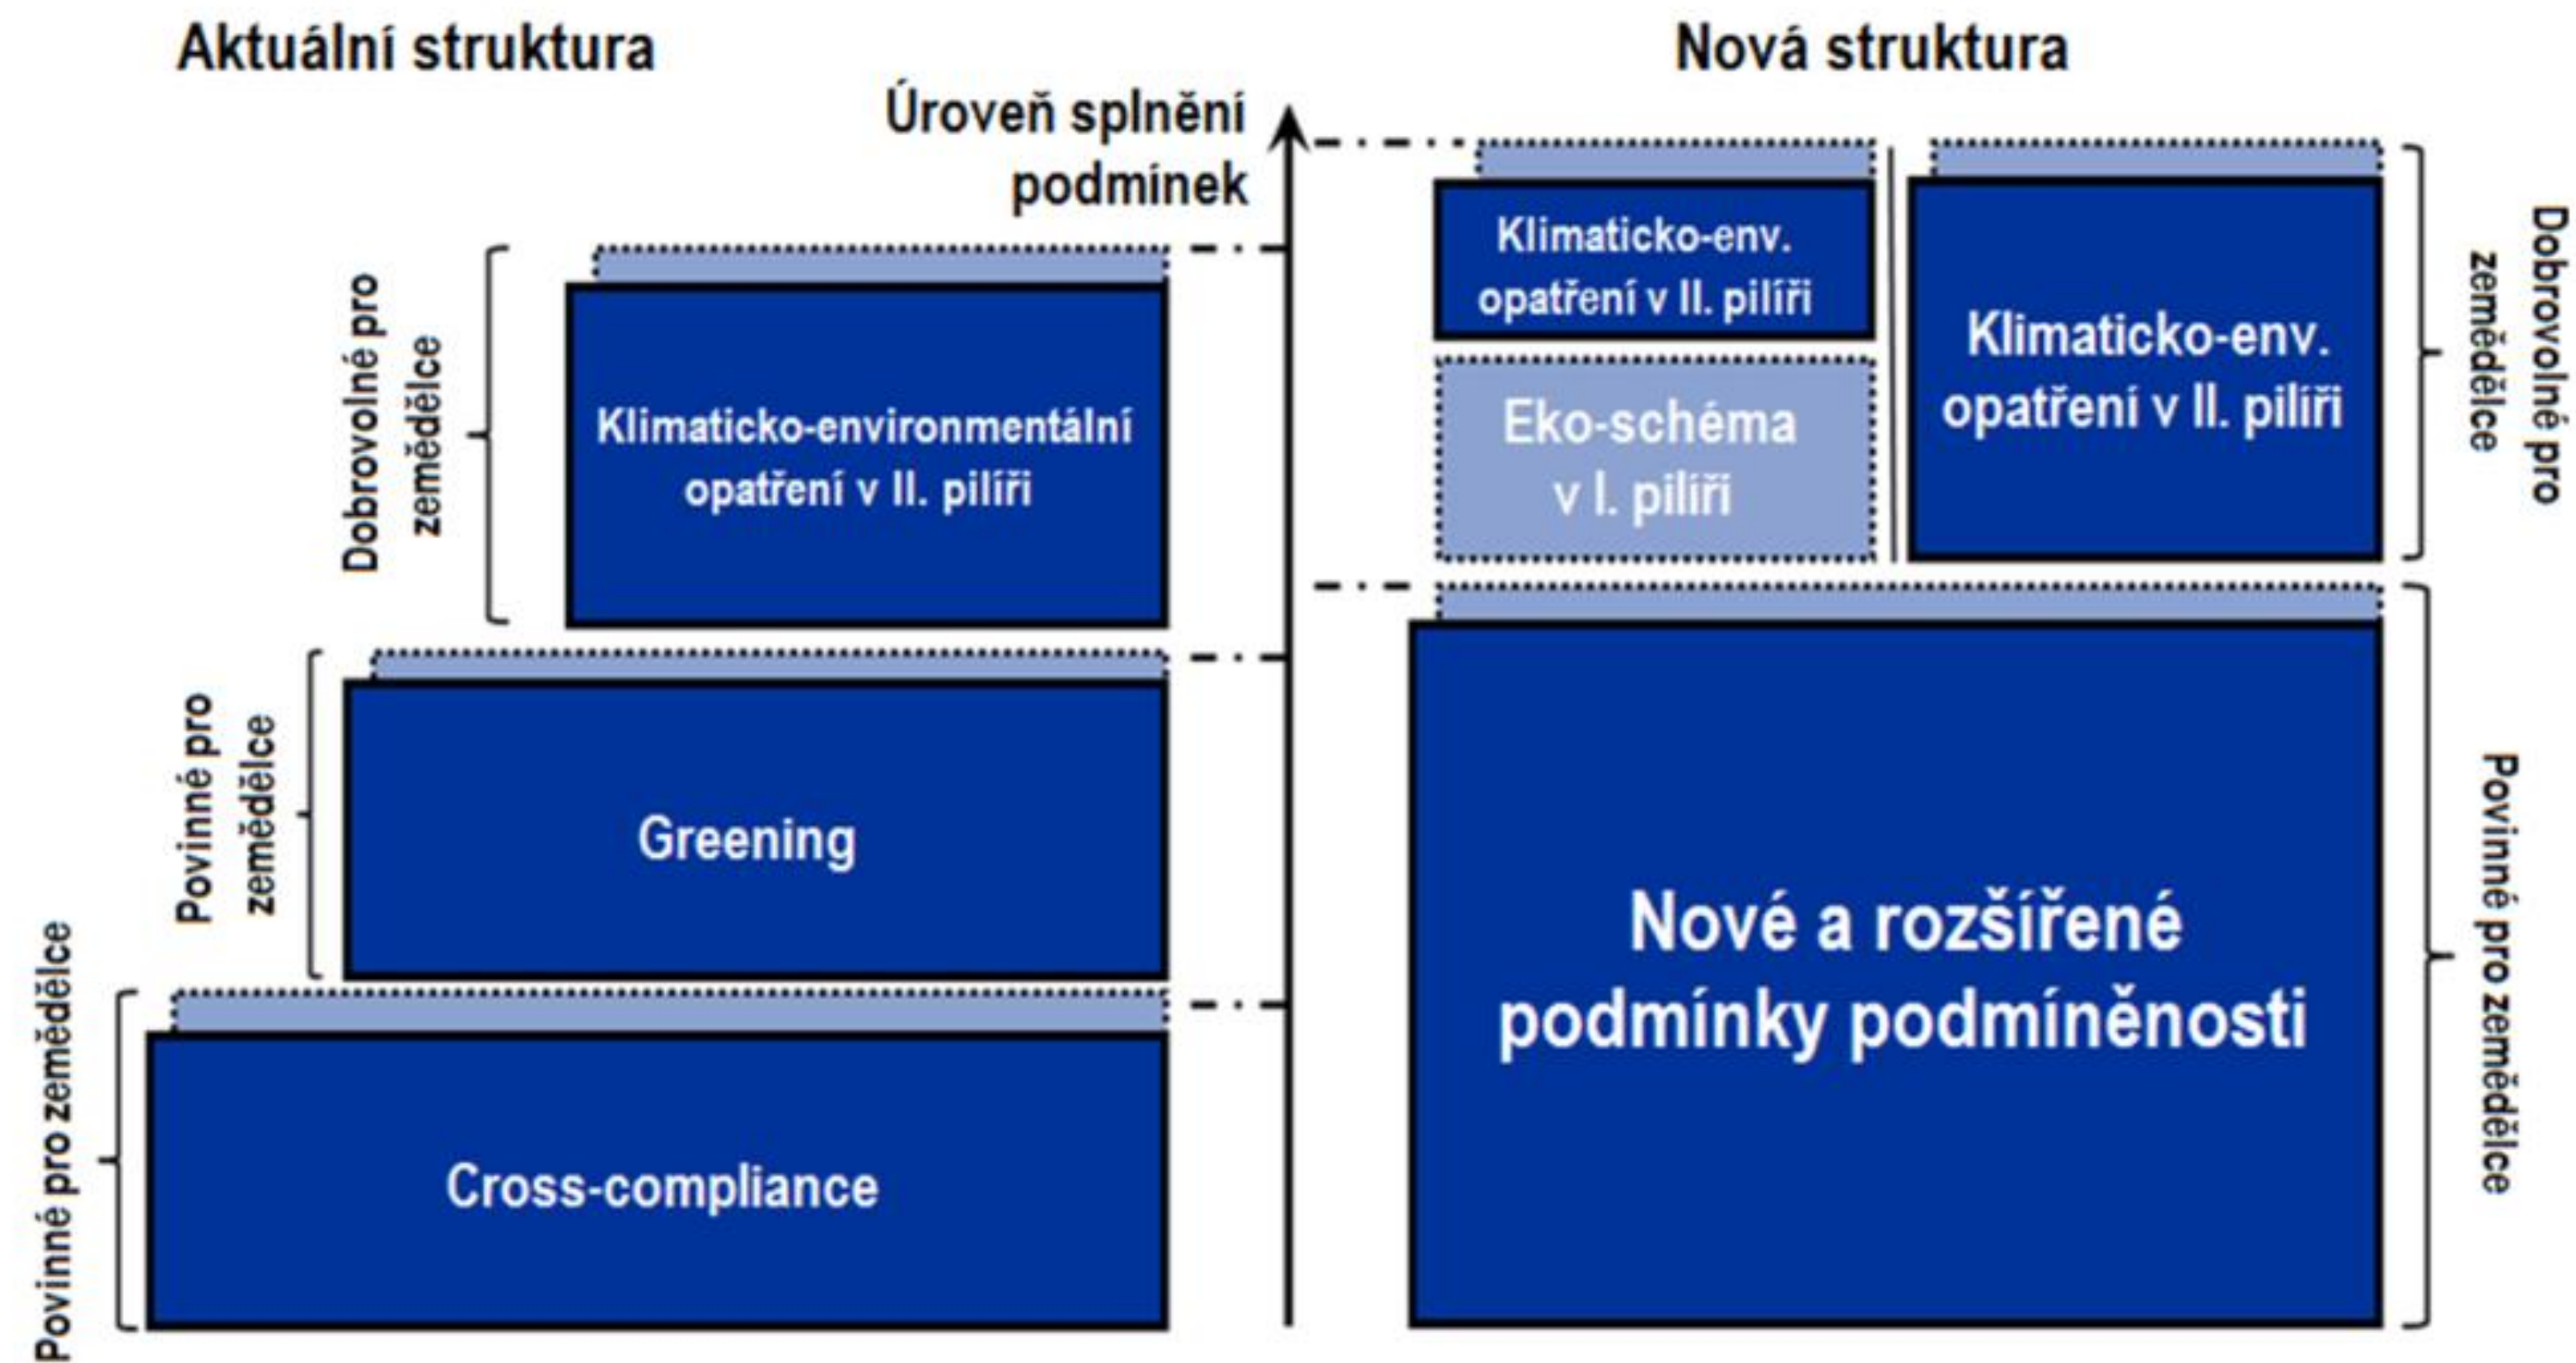 Aktuální struktura
Nová struktura
Úroveň splnění
podmínek
Dobrovolné pro
zemědělce
Klimaticko-environmentální
opatření v II. pilíři
Povinné pro
zemědělce
Greening
Povinné pro zemědělce
Cross-compliance
Klimaticko-env.
opatření v II. pilíři
Eko-schéma
v I. pilíři
Klimaticko-env.
opatření v II. pilíři
Dobrovolné pro
zemědělce
Nové a rozšířené
podmínky podmíněnosti
Povinné pro zemědělce